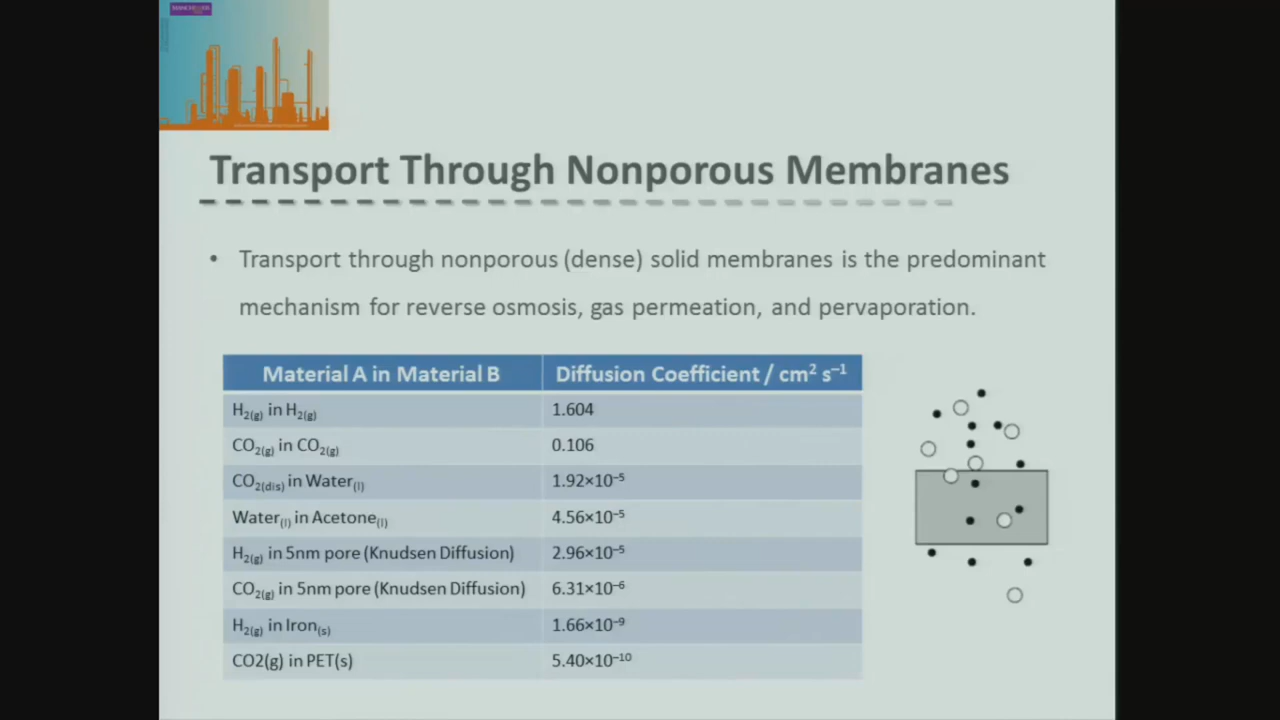 Transport Through Nonporous Membranes
• Transport through nonporous (dense) solid membranes is the predominant
mechanism for reverse osmosis, gas permeation, and pervaporation.
Material A in Material B Diffusion Coefficient / cm² s⁻¹
H₂₍g₎ in H₂₍g₎ 1.604
CO₂₍g₎ in CO₂₍g₎ 0.106
CO₂₍dis₎ in Water₍l₎ 1.92×10⁻⁵
Water₍l₎ in Acetone₍l₎ 4.56×10⁻⁵
H₂₍g₎ in 5nm pore (Knudsen Diffusion) 2.96×10⁻⁵
CO₂₍g₎ in 5nm pore (Knudsen Diffusion) 6.31×10⁻⁶
H₂₍g₎ in Iron₍s₎ 1.66×10⁻⁹
CO2(g) in PET(s) 5.40×10⁻¹⁰